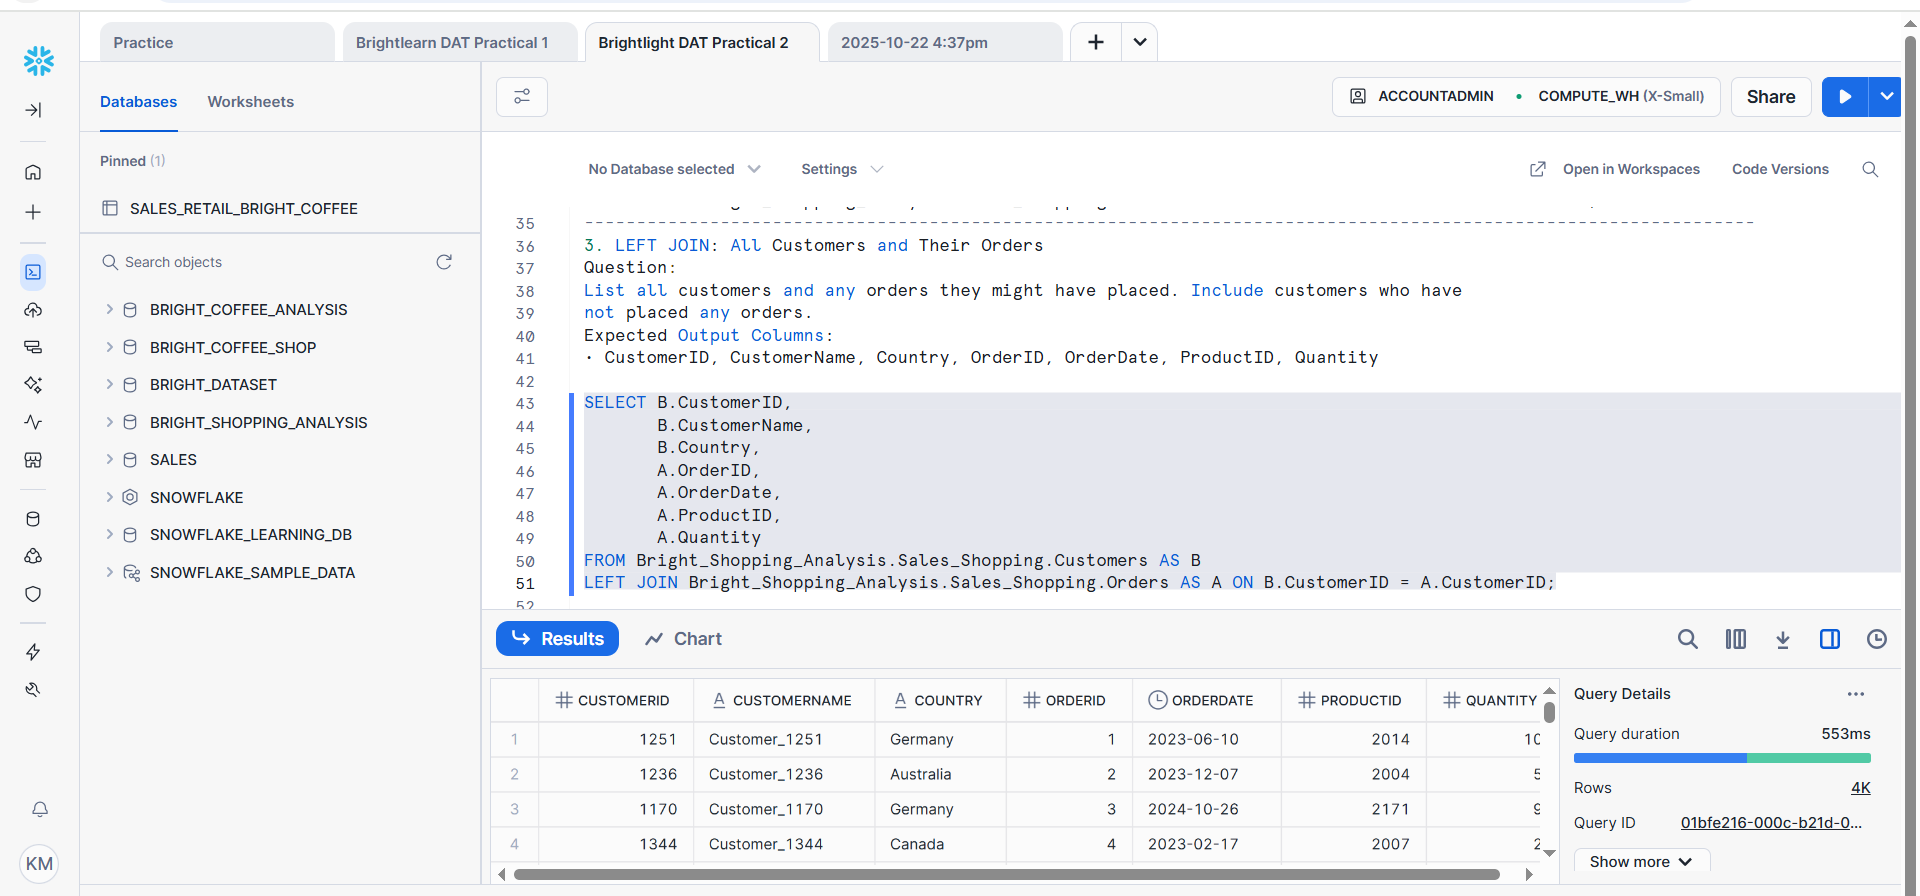 Practice
Brightlearn DAT Practical 1
Brightlight DAT Practical 2
2025-10-22 4:37pm
Databases
Worksheets
ACCOUNTADMIN
COMPUTE_WH (X-Small)
Share
Pinned (1)
SALES_RETAIL_BRIGHT_COFFEE
Search objects
BRIGHT_COFFEE_ANALYSIS
BRIGHT_COFFEE_SHOP
BRIGHT_DATASET
BRIGHT_SHOPPING_ANALYSIS
SALES
SNOWFLAKE
SNOWFLAKE_LEARNING_DB
SNOWFLAKE_SAMPLE_DATA
KM
No Database selected
Settings
Open in Workspaces
Code Versions
35 ----------------------------------------------------------------------------------------------------------------
36 3. LEFT JOIN: All Customers and Their Orders
37 Question:
38 List all customers and any orders they might have placed. Include customers who have
39 not placed any orders.
40 Expected Output Columns:
41 • CustomerID, CustomerName, Country, OrderID, OrderDate, ProductID, Quantity
42
43 SELECT B.CustomerID,
44 B.CustomerName,
45 B.Country,
46 A.OrderID,
47 A.OrderDate,
48 A.ProductID,
49 A.Quantity
50 FROM Bright_Shopping_Analysis.Sales_Shopping.Customers AS B
51 LEFT JOIN Bright_Shopping_Analysis.Sales_Shopping.Orders AS A ON B.CustomerID = A.CustomerID;
52
Results
Chart
CUSTOMERID CUSTOMERNAME COUNTRY ORDERID ORDERDATE PRODUCTID QUANTITY
1 1251 Customer_1251 Germany 1 2023-06-10 2014 10
2 1236 Customer_1236 Australia 2 2023-12-07 2004 5
3 1170 Customer_1170 Germany 3 2024-10-26 2171 9
4 1344 Customer_1344 Canada 4 2023-02-17 2007 2
Query Details
Query duration 553ms
Rows 4K
Query ID 01bfe216-000c-b21d-0...
Show more